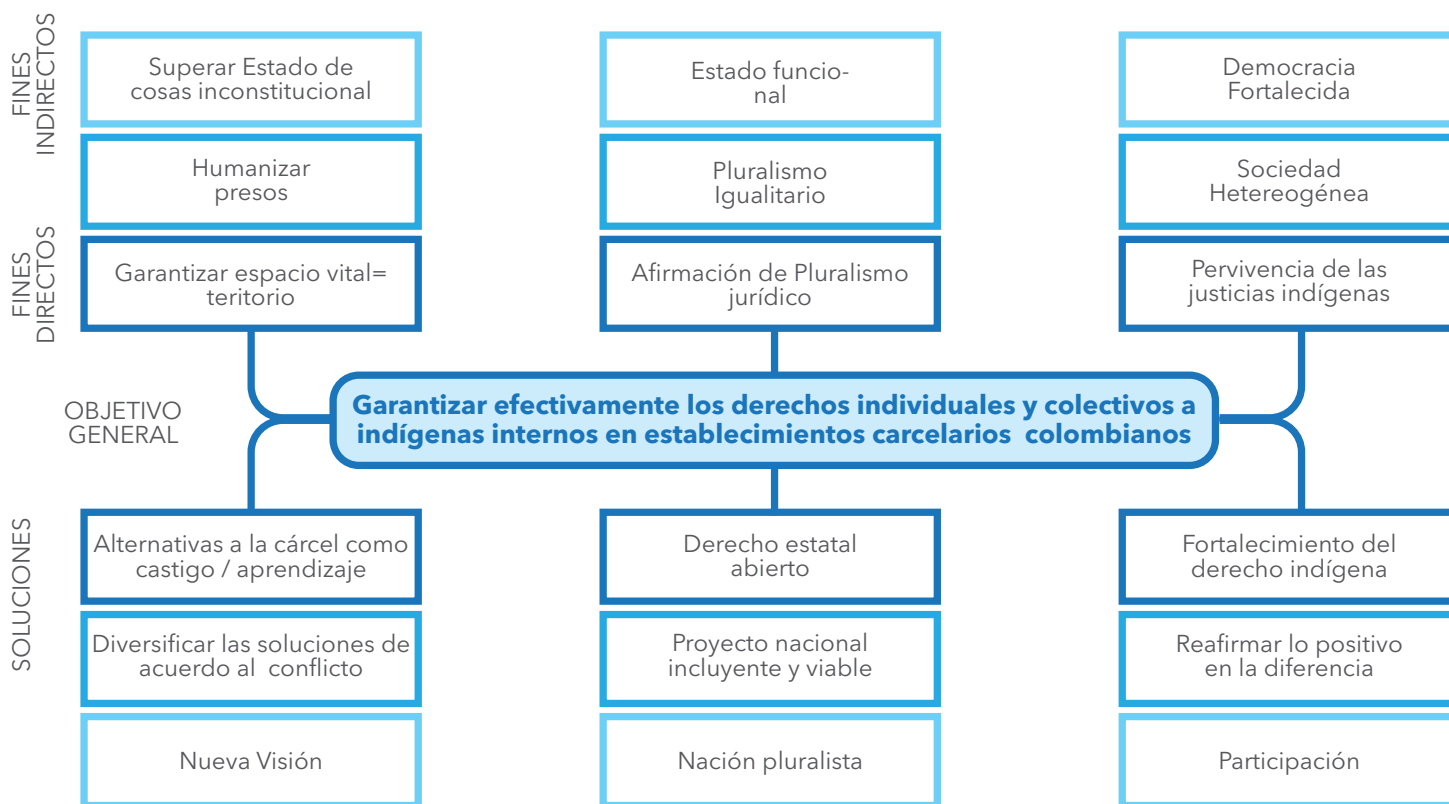 FINES
INDIRECTOS
Superar Estado de
cosas inconstitucional
Estado funcio-
nal
Democracia
Fortalecida
Humanizar
presos
Pluralismo
Igualitario
Sociedad
Hetereogénea
FINES
DIRECTOS
Garantizar espacio vital=
teritorio
Afirmación de Pluralismo
jurídico
Pervivencia de las
justicias indígenas
OBJETIVO
GENERAL
Garantizar efectivamente los derechos individuales y colectivos a
indígenas internos en establecimientos carcelarios colombianos
SOLUCIONES
Alternativas a la cárcel como
castigo / aprendizaje
Derecho estatal
abierto
Fortalecimiento del
derecho indígena
Diversificar las soluciones de
acuerdo al conflicto
Proyecto nacional
incluyente y viable
Reafirmar lo positivo
en la diferencia
Nueva Visión
Nación pluralista
Participación